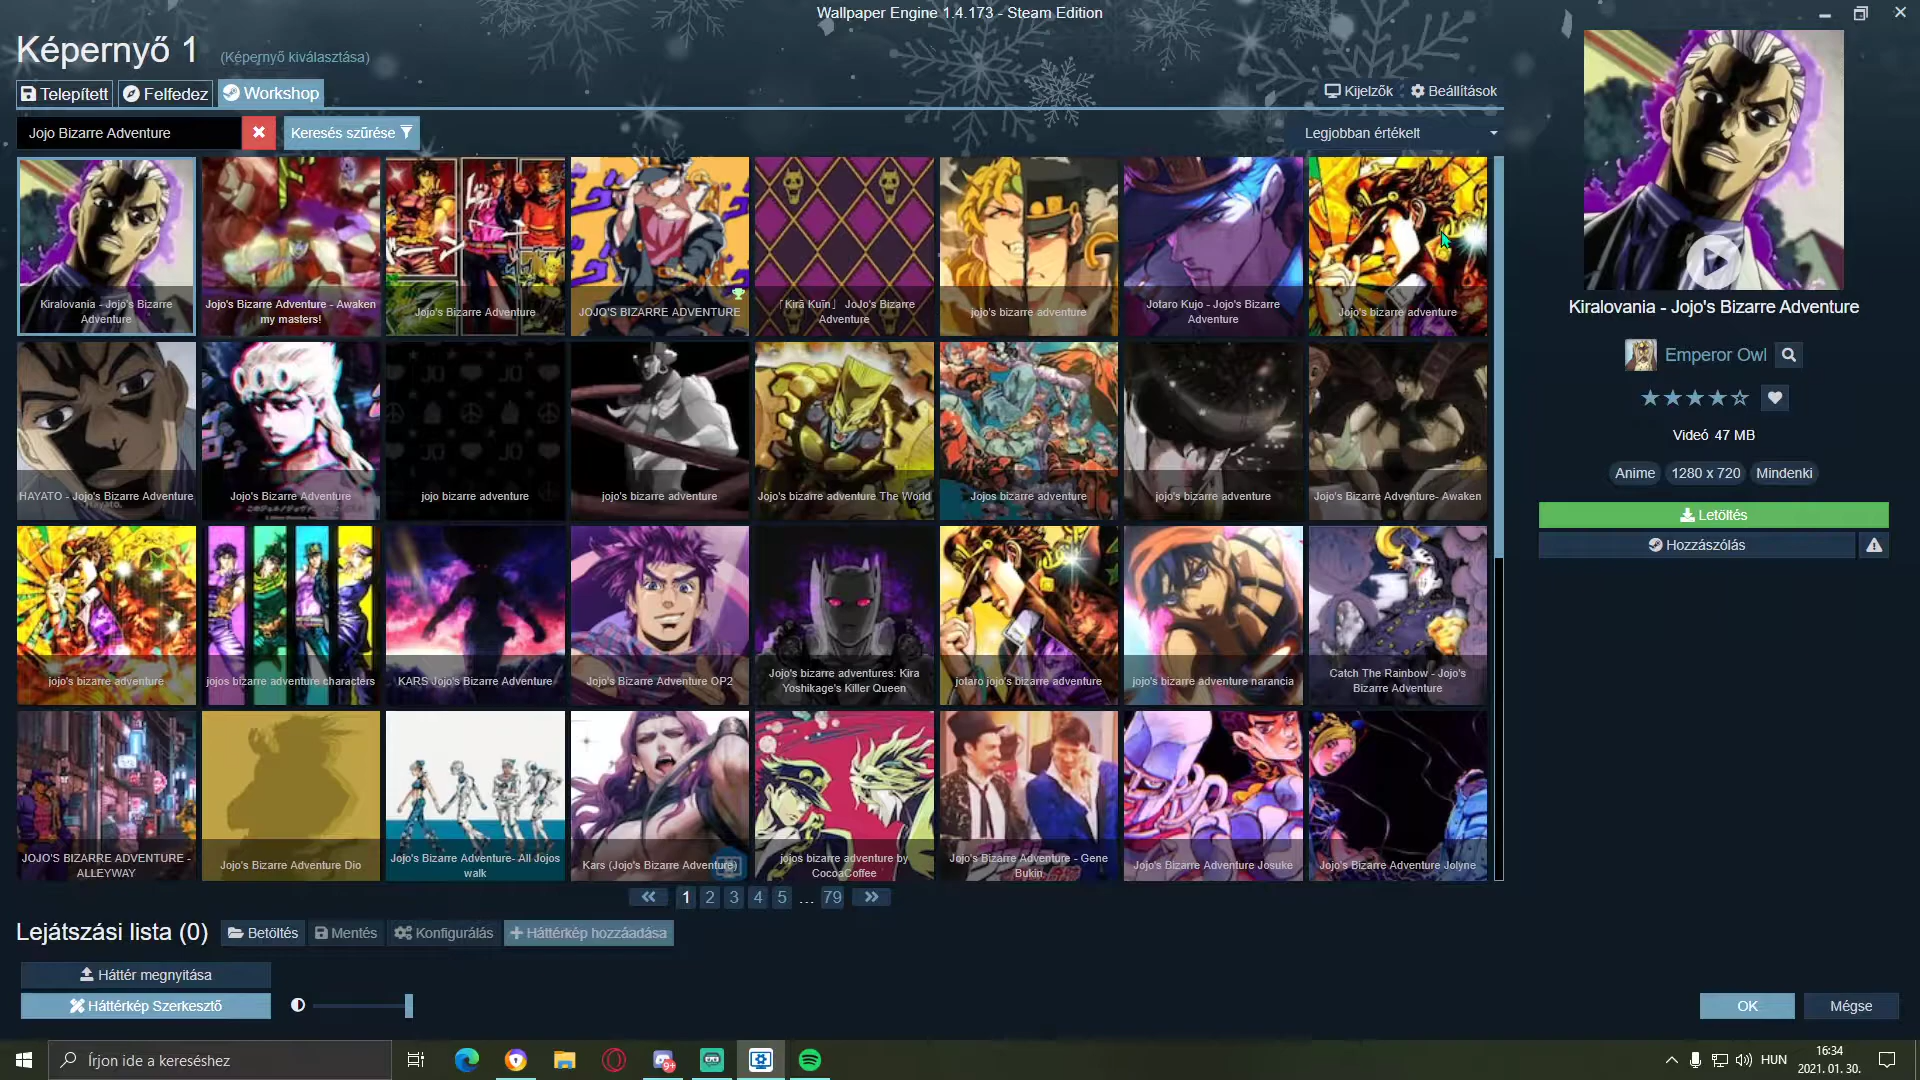 Wallpaper Engine 1.4.173 - Steam Edition
Képernyő 1
(Képernyő kiválasztása)
Telepített
Felfedez
Workshop
Kijelzők
Beállítások
Jojo Bizarre Adventure
Keresés szűrése
Legjobban értékelt
Kiralovania - Jojo's Bizarre
Adventure
Jojo's Bizarre Adventure - Awaken
my masters!
Jojo's Bizarre Adventure
JOJO'S BIZARRE ADVENTURE
「Kirā Kuīn」 JoJo's Bizarre
Adventure
jojo's bizarre adventure
Jotaro Kujo - Jojo's Bizarre
Adventure
Jojo's bizarre adventure
HAYATO - Jojo's Bizarre Adventure
Hayato.
Jojo's Bizarre Adventure
jojo bizarre adventure
jojo's bizarre adventure
Jojo's bizarre adventure The World
Jojos bizarre adventure
jojo's bizarre adventure
Jojo's Bizarre Adventure- Awaken
jojo's bizarre adventure
jojos bizarre adventure characters
KARS Jojo's Bizarre Adventure
Jojo's Bizarre Adventure OP2
Jojo's bizarre adventures: Kira
Yoshikage's Killer Queen
jotaro jojo's bizarre adventure
jojo's bizarre adventure narancia
Catch The Rainbow - Jojo's
Bizarre Adventure
JOJO'S BIZARRE ADVENTURE -
ALLEYWAY
Jojo's Bizarre Adventure Dio
Jojo's Bizarre Adventure- All Jojos
walk
Kars (Jojo's Bizarre Adventure)
jojos bizarre adventure by
CocoaCoffee
Jojo's Bizarre Adventure - Gene
Bukin
Jojo's Bizarre Adventure Josuke
Jojo's Bizarre Adventure Jolyne
« 1 2 3 4 5 ... 79 »
Kiralovania - Jojo's Bizarre Adventure
Emperor Owl
Videó 47 MB
Anime 1280 x 720 Mindenki
Letöltés
Hozzászólás
Lejátszási lista (0)
Betöltés
Mentés
Konfigurálás
Háttérkép hozzáadása
Háttér megnyitása
Háttérkép Szerkesztő
OK
Mégse
Írjon ide a kereséshez
9+
HUN
16:34
2021. 01. 30.